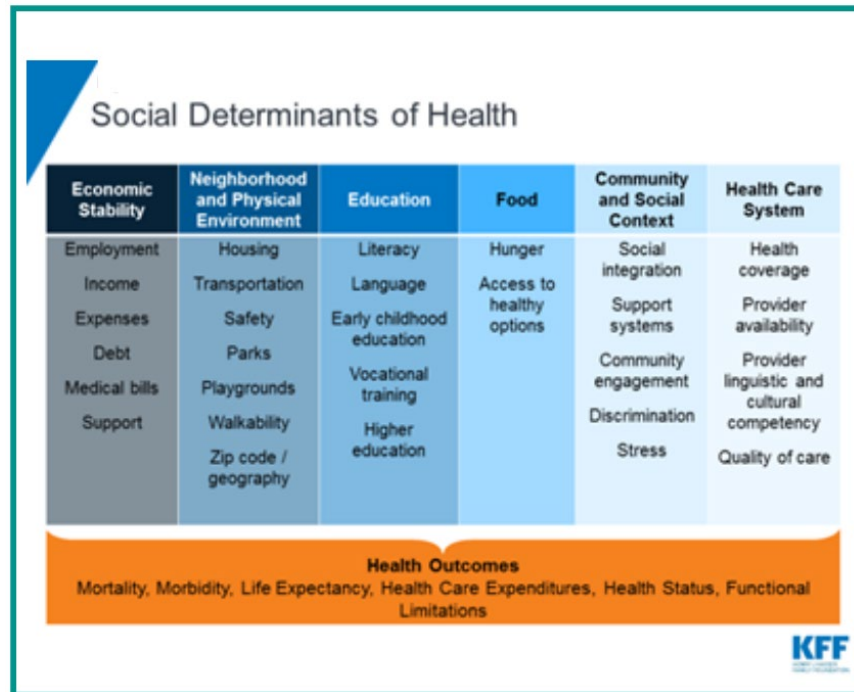 Social Determinants of Health
Economic
Stability
Neighborhood
and Physical
Environment
Education
Food
Community
and Social
Context
Health Care
System
Employment
Income
Expenses
Debt
Medical bills
Support
Housing
Transportation
Safety
Parks
Playgrounds
Walkability
Zip code /
geography
Literacy
Language
Early childhood
education
Vocational
training
Higher
education
Hunger
Access to
healthy
options
Social
integration
Support
systems
Community
engagement
Discrimination
Stress
Health
coverage
Provider
availability
Provider
linguistic and
cultural
competency
Quality of care
Health Outcomes
Mortality, Morbidity, Life Expectancy, Health Care Expenditures, Health Status, Functional
Limitations
KFF